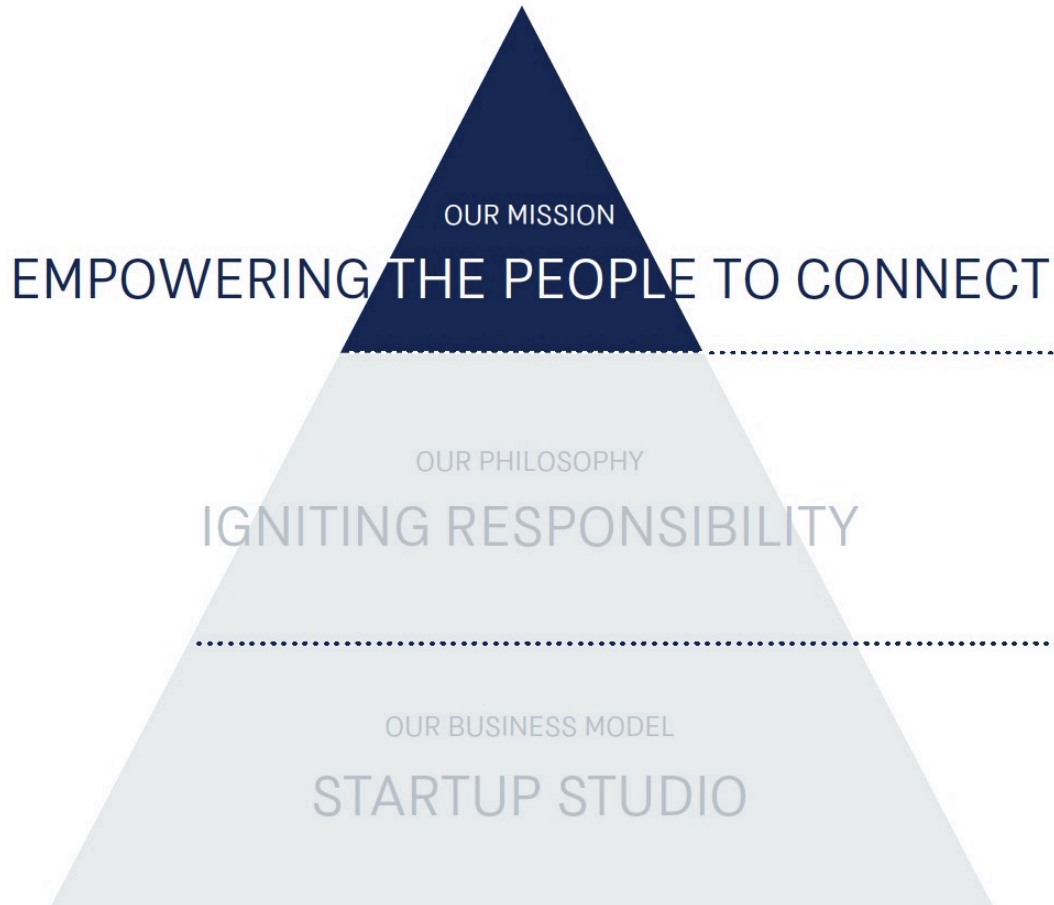 OUR MISSION
EMPOWERING THE PEOPLE TO CONNECT
OUR PHILOSOPHY
IGNITING RESPONSIBILITY
OUR BUSINESS MODEL
STARTUP STUDIO